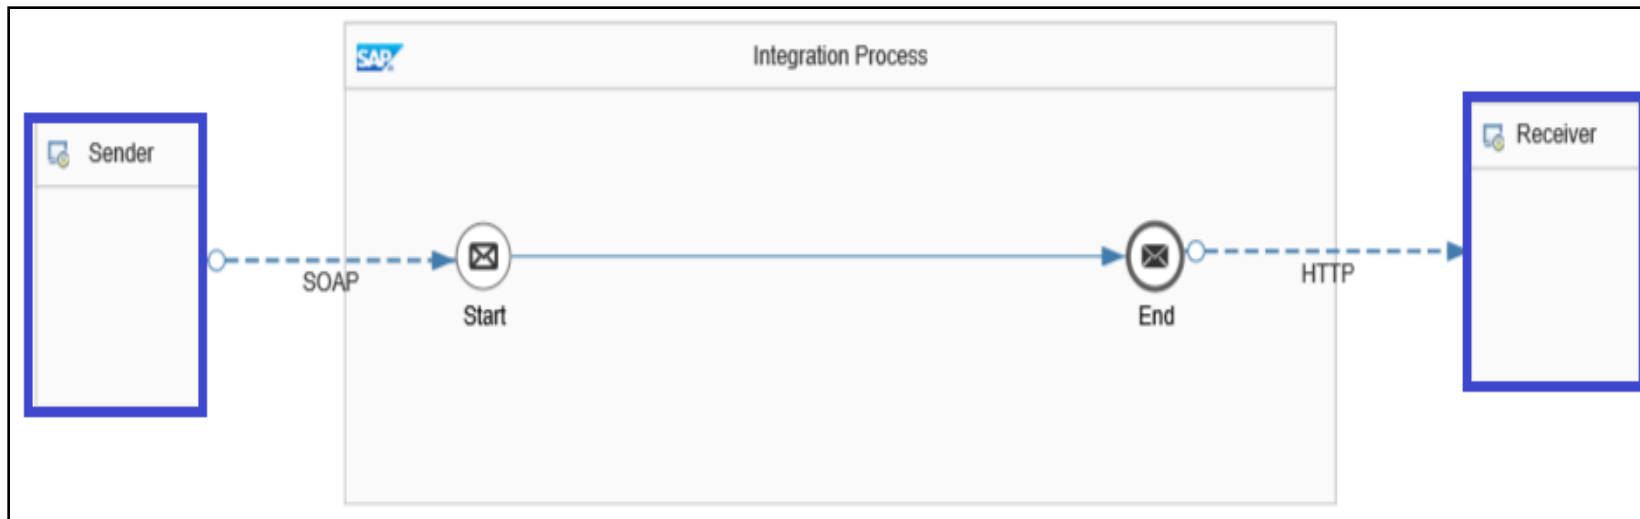 SAP
Integration Process
Sender
Receiver
SOAP
HTTP
Start
End